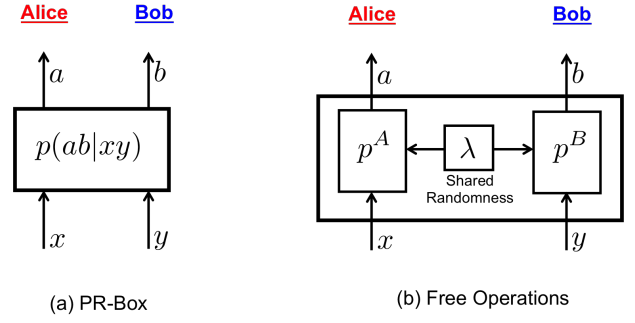 Alice Bob
a b
p(ab|xy)
x y
(a) PR-Box
Alice Bob
a b
p^A λ p^B
Shared
Randomness
x y
(b) Free Operations